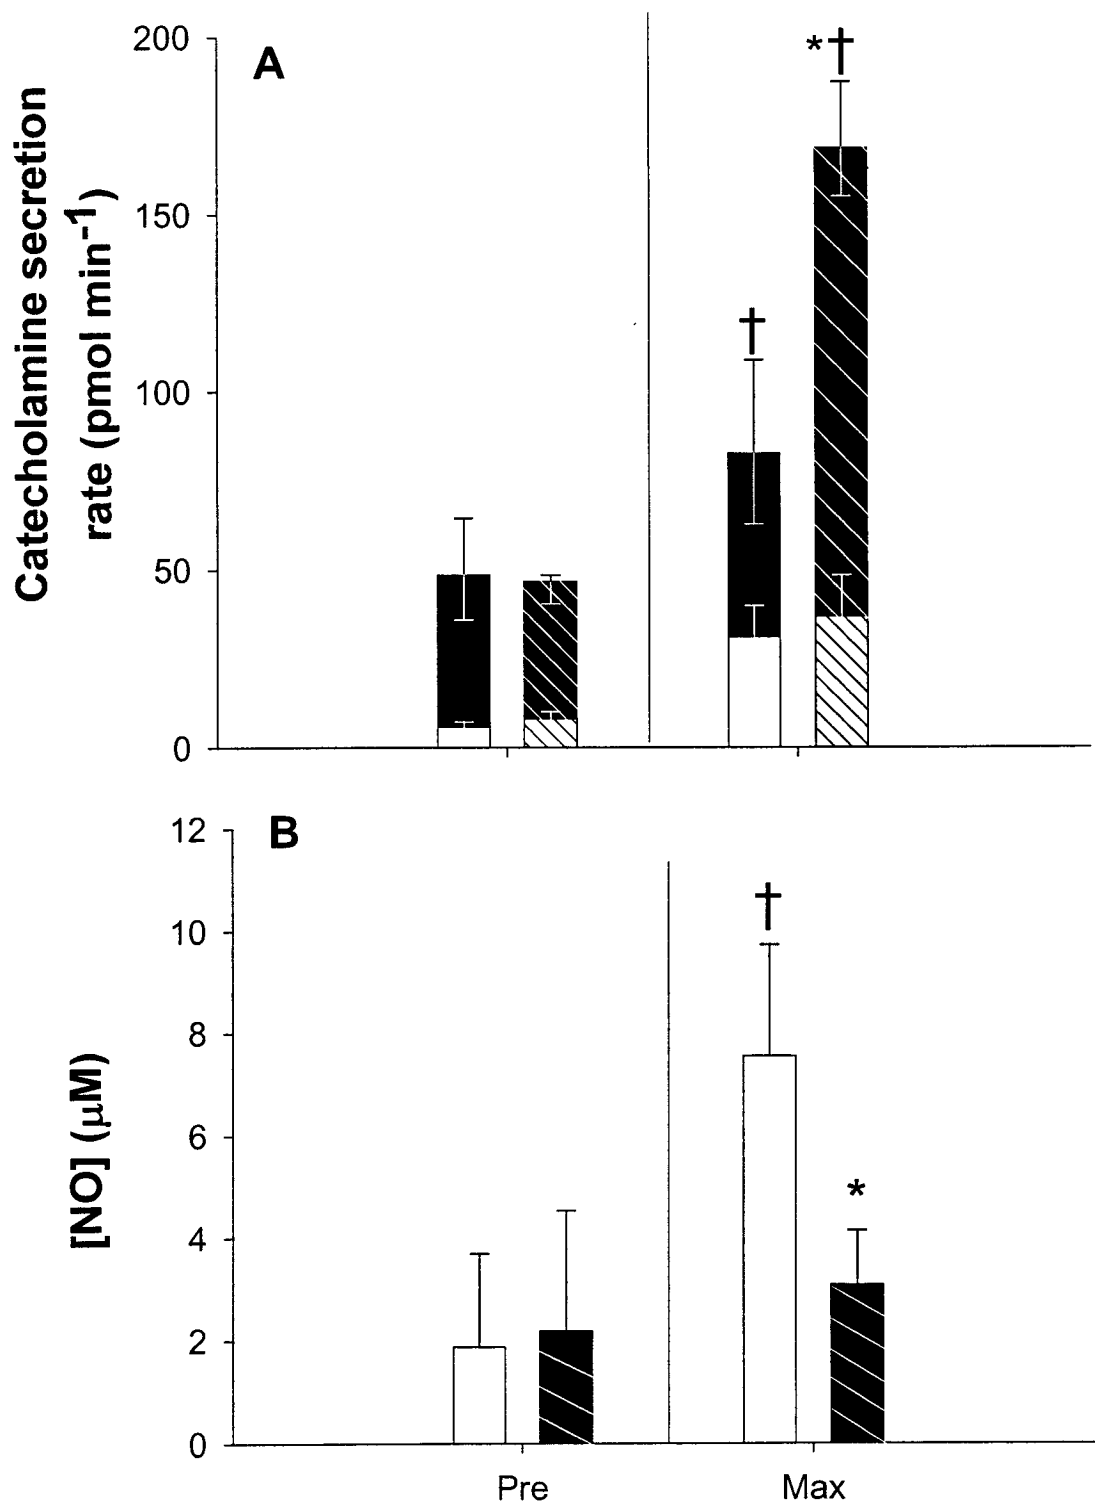 A
*†
†
200
150
100
50
0
Catecholamine secretion
rate (pmol min-1)
B
†
*
12
10
8
6
4
2
0
[NO] (μM)
Pre Max